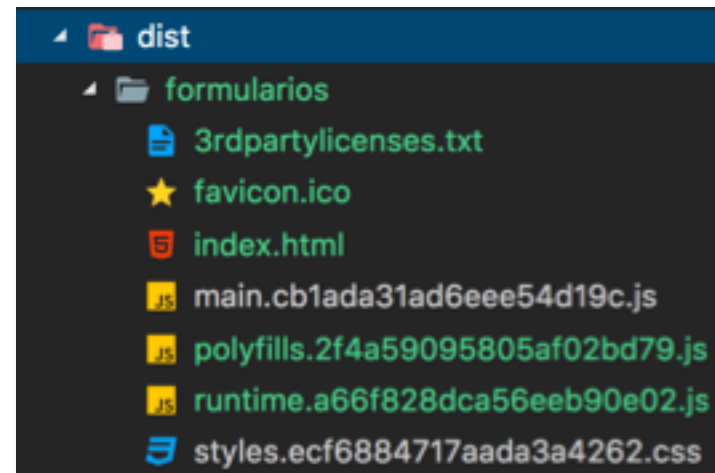 dist
formularios
3rdpartylicenses.txt
favicon.ico
index.html
main.cb1ada31ad6eee54d19c.js
polyfills.2f4a59095805af02bd79.js
runtime.a66f828dca56eeb90e02.js
styles.ecf6884717aada3a4262.css